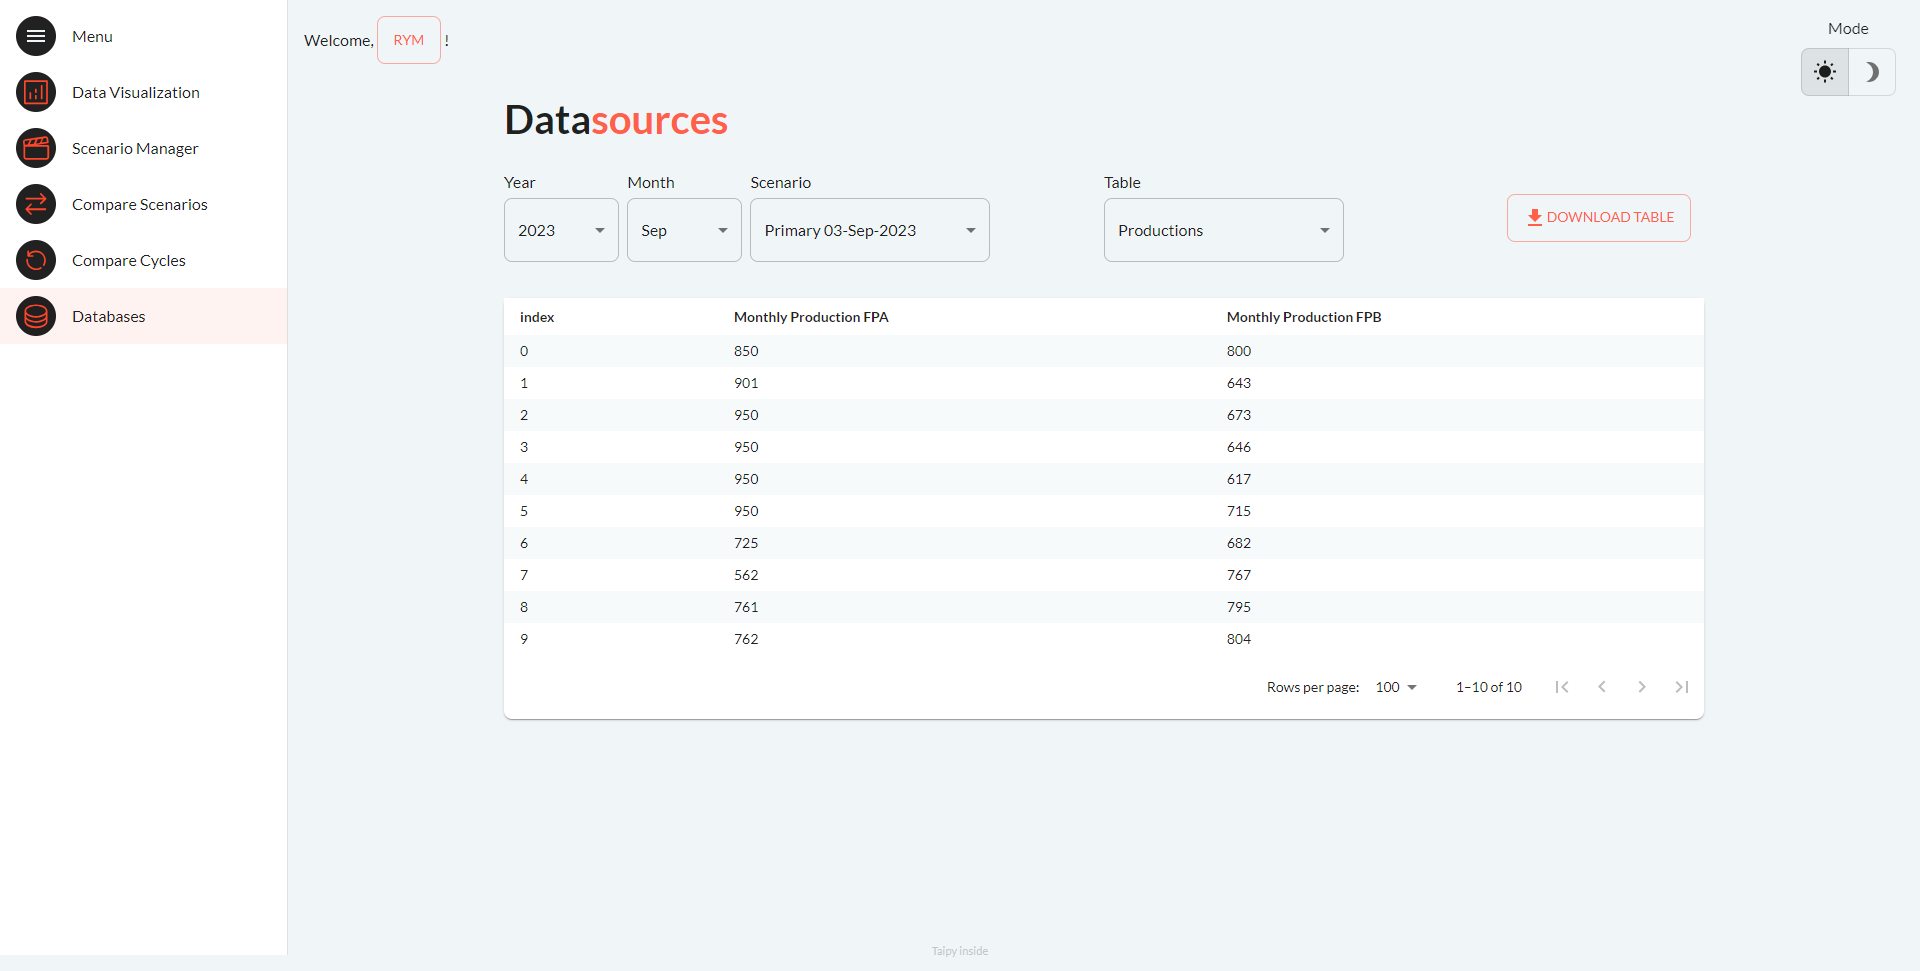 Menu
Data Visualization
Scenario Manager
Compare Scenarios
Compare Cycles
Databases
Welcome, RYM !
Mode
Datasources
Year Month Scenario Table
2023 Sep Primary 03-Sep-2023 Productions DOWNLOAD TABLE
index Monthly Production FPA Monthly Production FPB
0 850 800
1 901 643
2 950 673
3 950 646
4 950 617
5 950 715
6 725 682
7 562 767
8 761 795
9 762 804
Rows per page: 100 1–10 of 10
Taipy inside